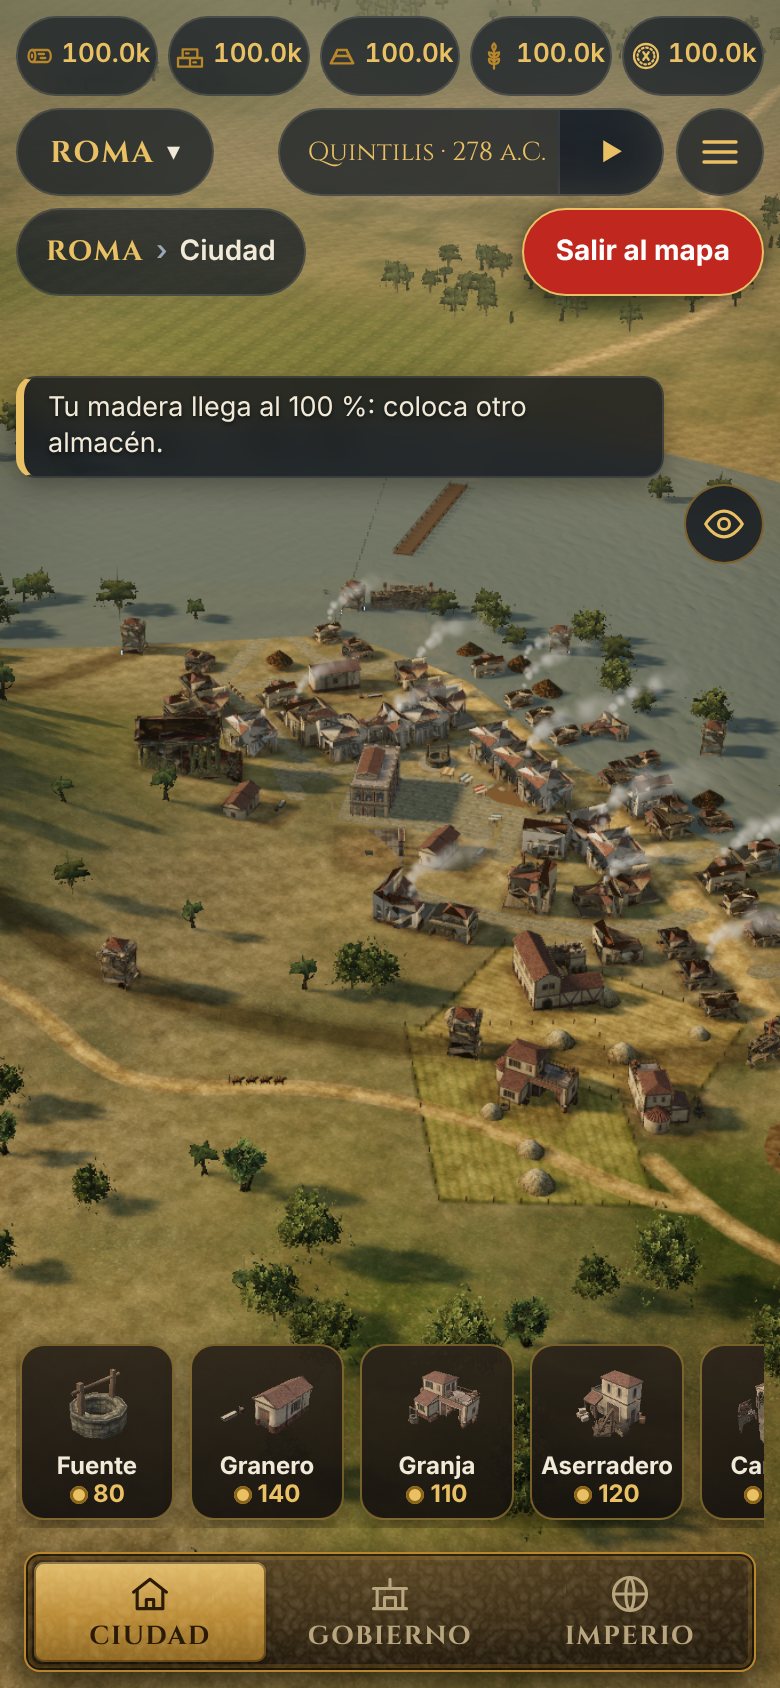 100.0k 100.0k 100.0k 100.0k 100.0k
ROMA ▾ QUINTILIS · 278 A.C.
ROMA › Ciudad Salir al mapa
Tu madera llega al 100 %: coloca otro
almacén.
Fuente Granero Granja Aserradero Ca
80 140 110 120
CIUDAD GOBIERNO IMPERIO